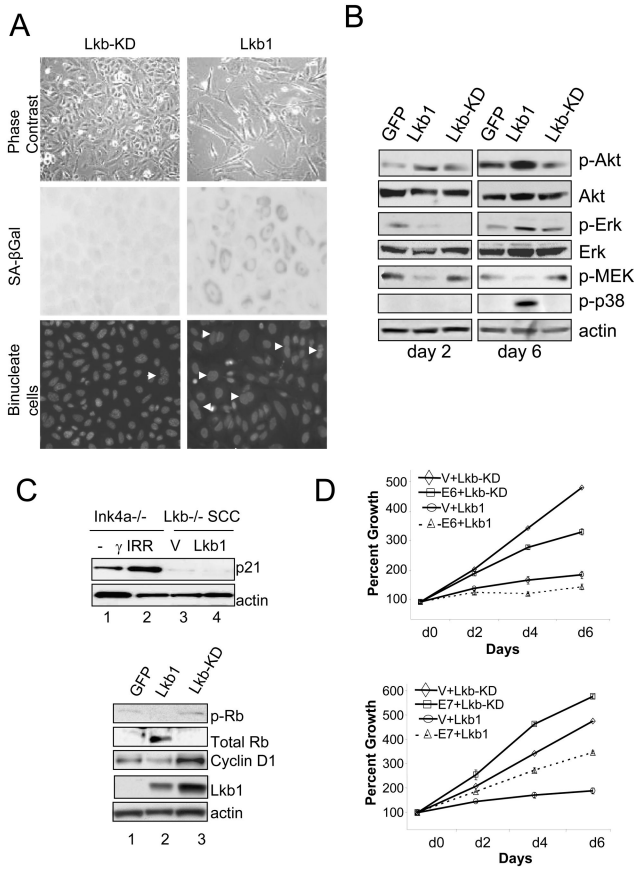 A
Lkb-KD Lkb1
Phase Contrast
SA-βGal
Binucleate cells
B
GFP Lkb1 Lkb-KD GFP Lkb1 Lkb-KD
p-Akt
Akt
p-Erk
Erk
p-MEK
p-p38
actin
day 2 day 6
C
Ink4a-/- Lkb-/- SCC
- γ IRR V Lkb1
p21
actin
1 2 3 4
GFP Lkb1 Lkb-KD
p-Rb
Total Rb
Cyclin D1
Lkb1
actin
1 2 3
D
Percent Growth
500
400
300
200
100
V+Lkb-KD
E6+Lkb-KD
V+Lkb1
E6+Lkb1
d0 d2 d4 d6
Days
Percent Growth
600
500
400
300
200
100
V+Lkb-KD
E7+Lkb-KD
V+Lkb1
E7+Lkb1
d0 d2 d4 d6
Days